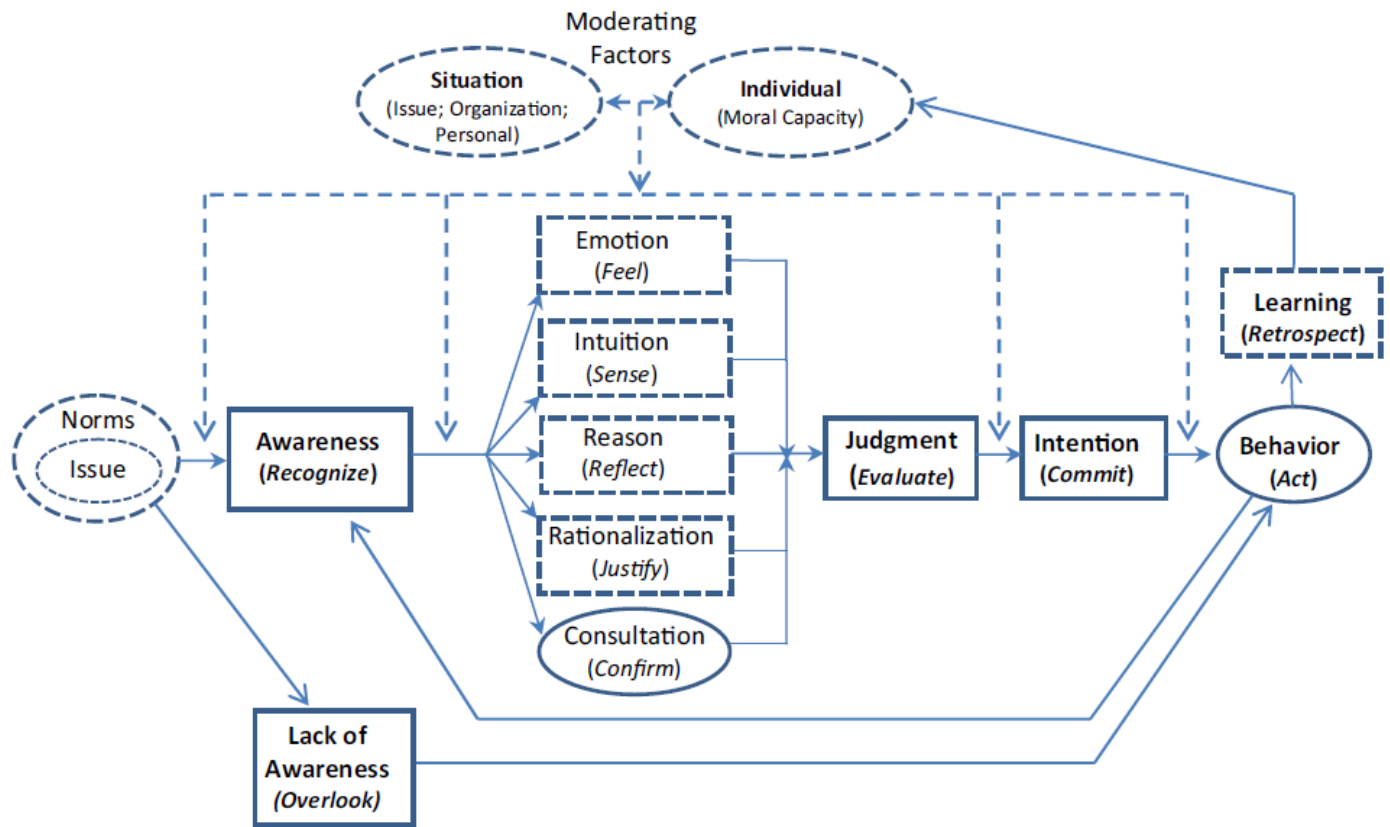 Moderating
Factors
Situation
(Issue; Organization;
Personal)
Individual
(Moral Capacity)
Emotion
(Feel)
Intuition
(Sense)
Reason
(Reflect)
Rationalization
(Justify)
Consultation
(Confirm)
Norms
Issue
Awareness
(Recognize)
Lack of
Awareness
(Overlook)
Judgment
(Evaluate)
Intention
(Commit)
Behavior
(Act)
Learning
(Retrospect)